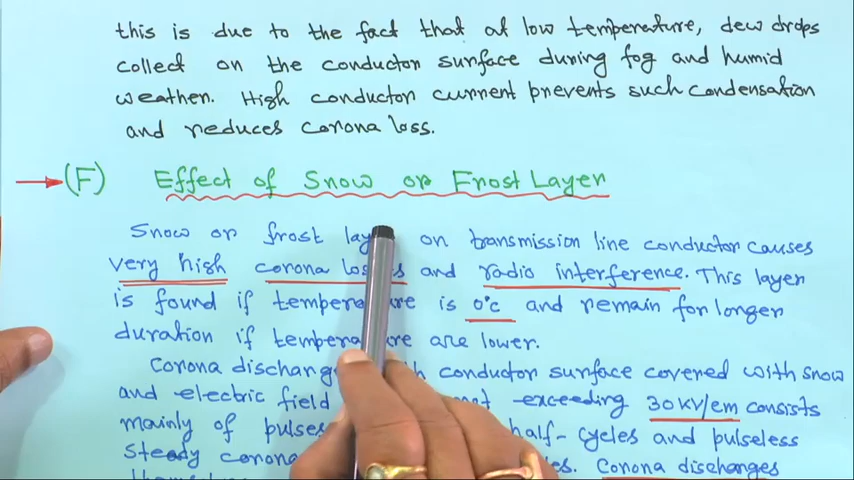 this is due to the fact that at low temperature, dew drops
collect on the conductor surface during fog and humid
weather. High conductor current prevents such condensation
and reduces corona loss.
(F) Effect of Snow or Frost Layer
Snow or frost on transmission line conductor causes
very high corona and radio interference. This layer
is found if temperature is 0°c and remain for longer
duration if temperature are lower.
Corona conductor surface covered with snow
and electric field exceeding 30 KV/cm consists
mainly of half-cycles and pulseless
steady corona Corona discharges